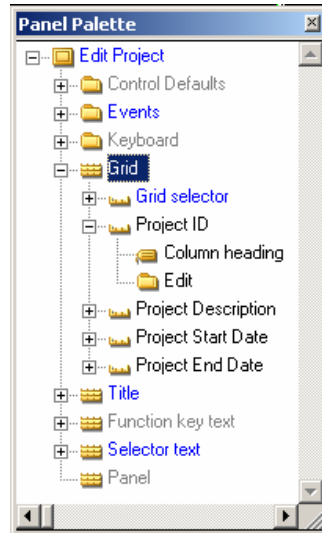 Panel Palette
Edit Project
Control Defaults
Events
Keyboard
Grid
Grid selector
Project ID
Column heading
Edit
Project Description
Project Start Date
Project End Date
Title
Function key text
Selector text
Panel